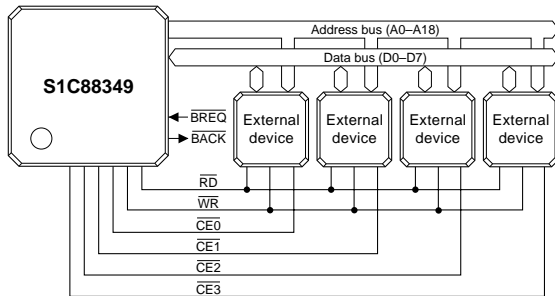 Address bus (A0–A18)
Data bus (D0–D7)
S1C88349
BREQ
BACK
External device
External device
External device
External device
RD
WR
CE0
CE1
CE2
CE3